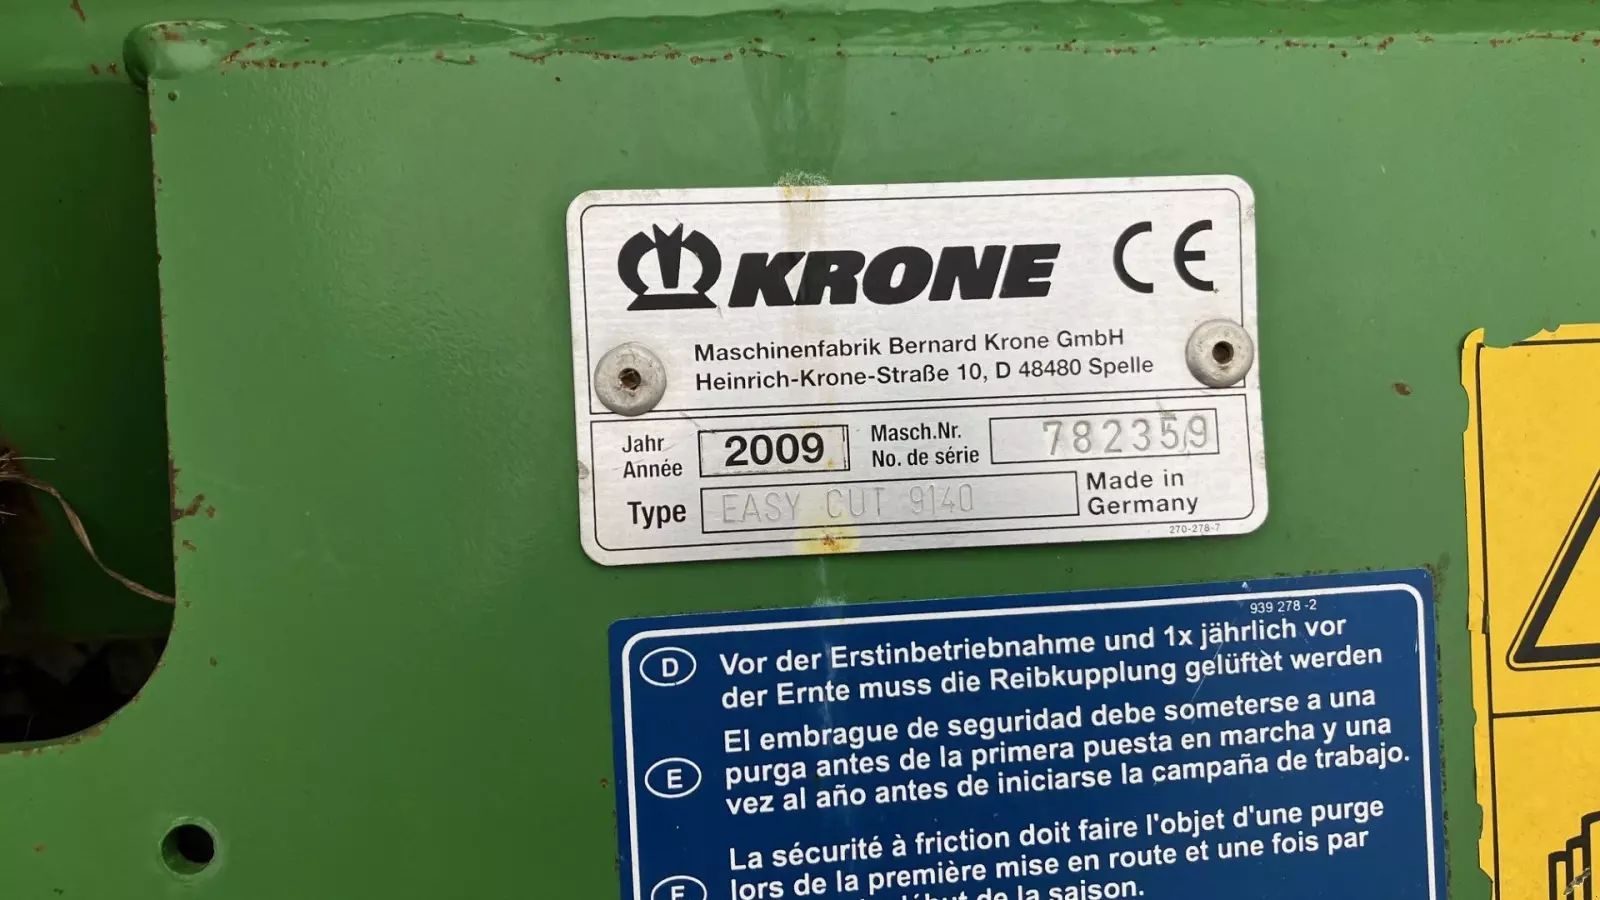 KRONE CE
Maschinenfabrik Bernard Krone GmbH
Heinrich-Krone-Straße 10, D 48480 Spelle
Jahr
Année
2009
Masch.Nr.
No. de série
782359
Type
EASY CUT 9140
Made in
Germany
270-278-7
939 278 -2
D
Vor der Erstinbetriebnahme und 1x jährlich vor
der Ernte muss die Reibkupplung gelüftet werden
E
El embrague de seguridad debe someterse a una
purga antes de la primera puesta en marcha y una
vez al año antes de iniciarse la campaña de trabajo.
F
La sécurité à friction doit faire l'objet d'une purge
lors de la première mise en route et une fois par
début de la saison.